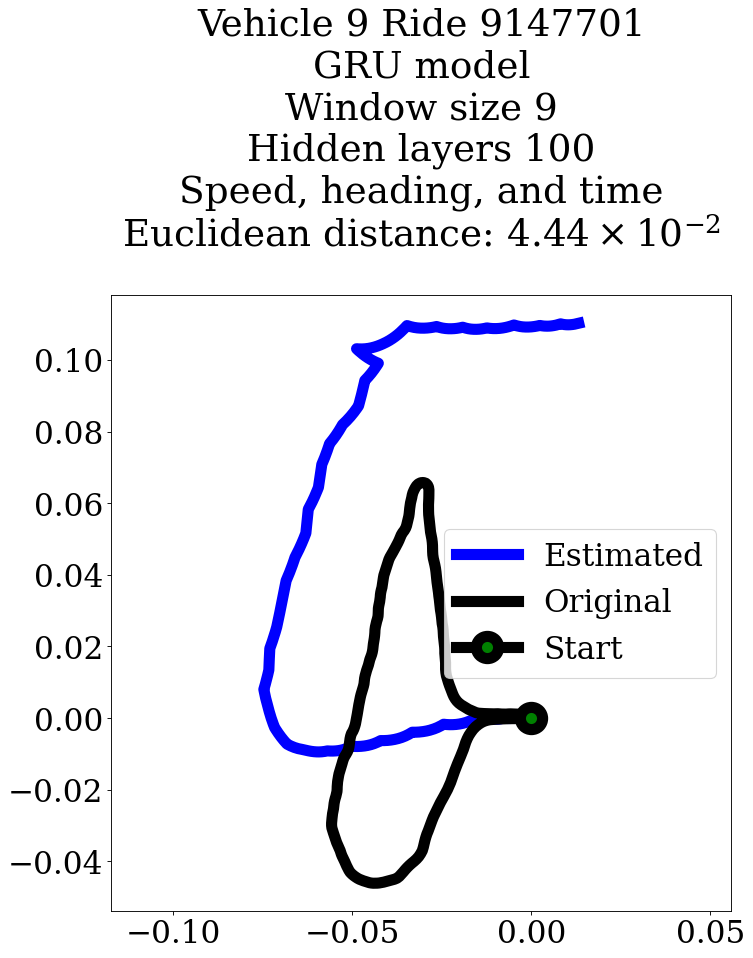 Vehicle 9 Ride 9147701
GRU model
Window size 9
Hidden layers 100
Speed, heading, and time
Euclidean distance: 4.44 × 10⁻²
0.10
0.08
0.06
0.04
0.02
0.00
−0.02
−0.04
Estimated
Original
Start
−0.10
−0.05
0.00
0.05